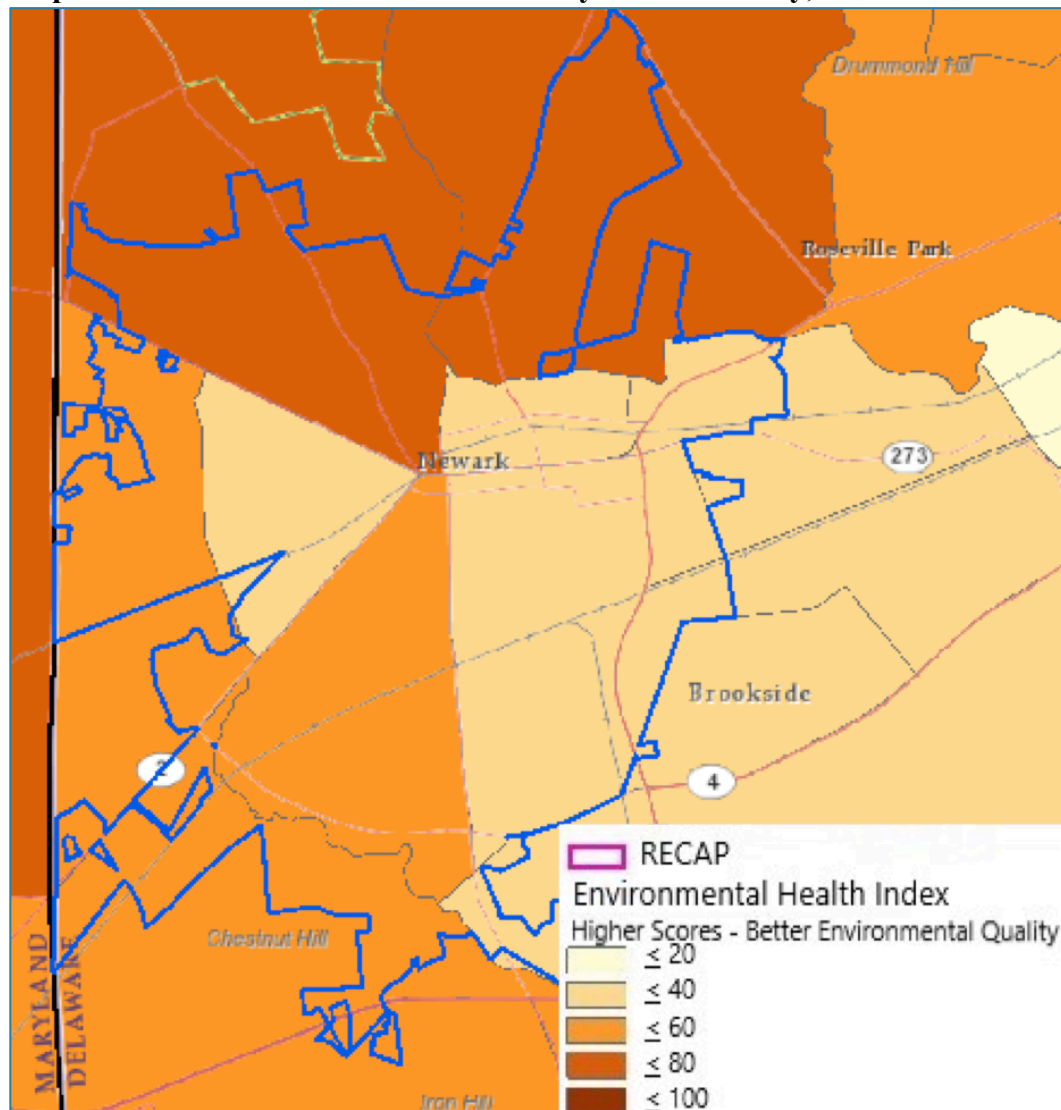 Drummond Hill
Roseville Park
Newark
273
Brookside
2
4
RECAP
Environmental Health Index
Higher Scores - Better Environmental Quality
≤ 20
≤ 40
≤ 60
≤ 80
≤ 100
Chestnut Hill
MARYLAND
DELAWARE
Iron Hill